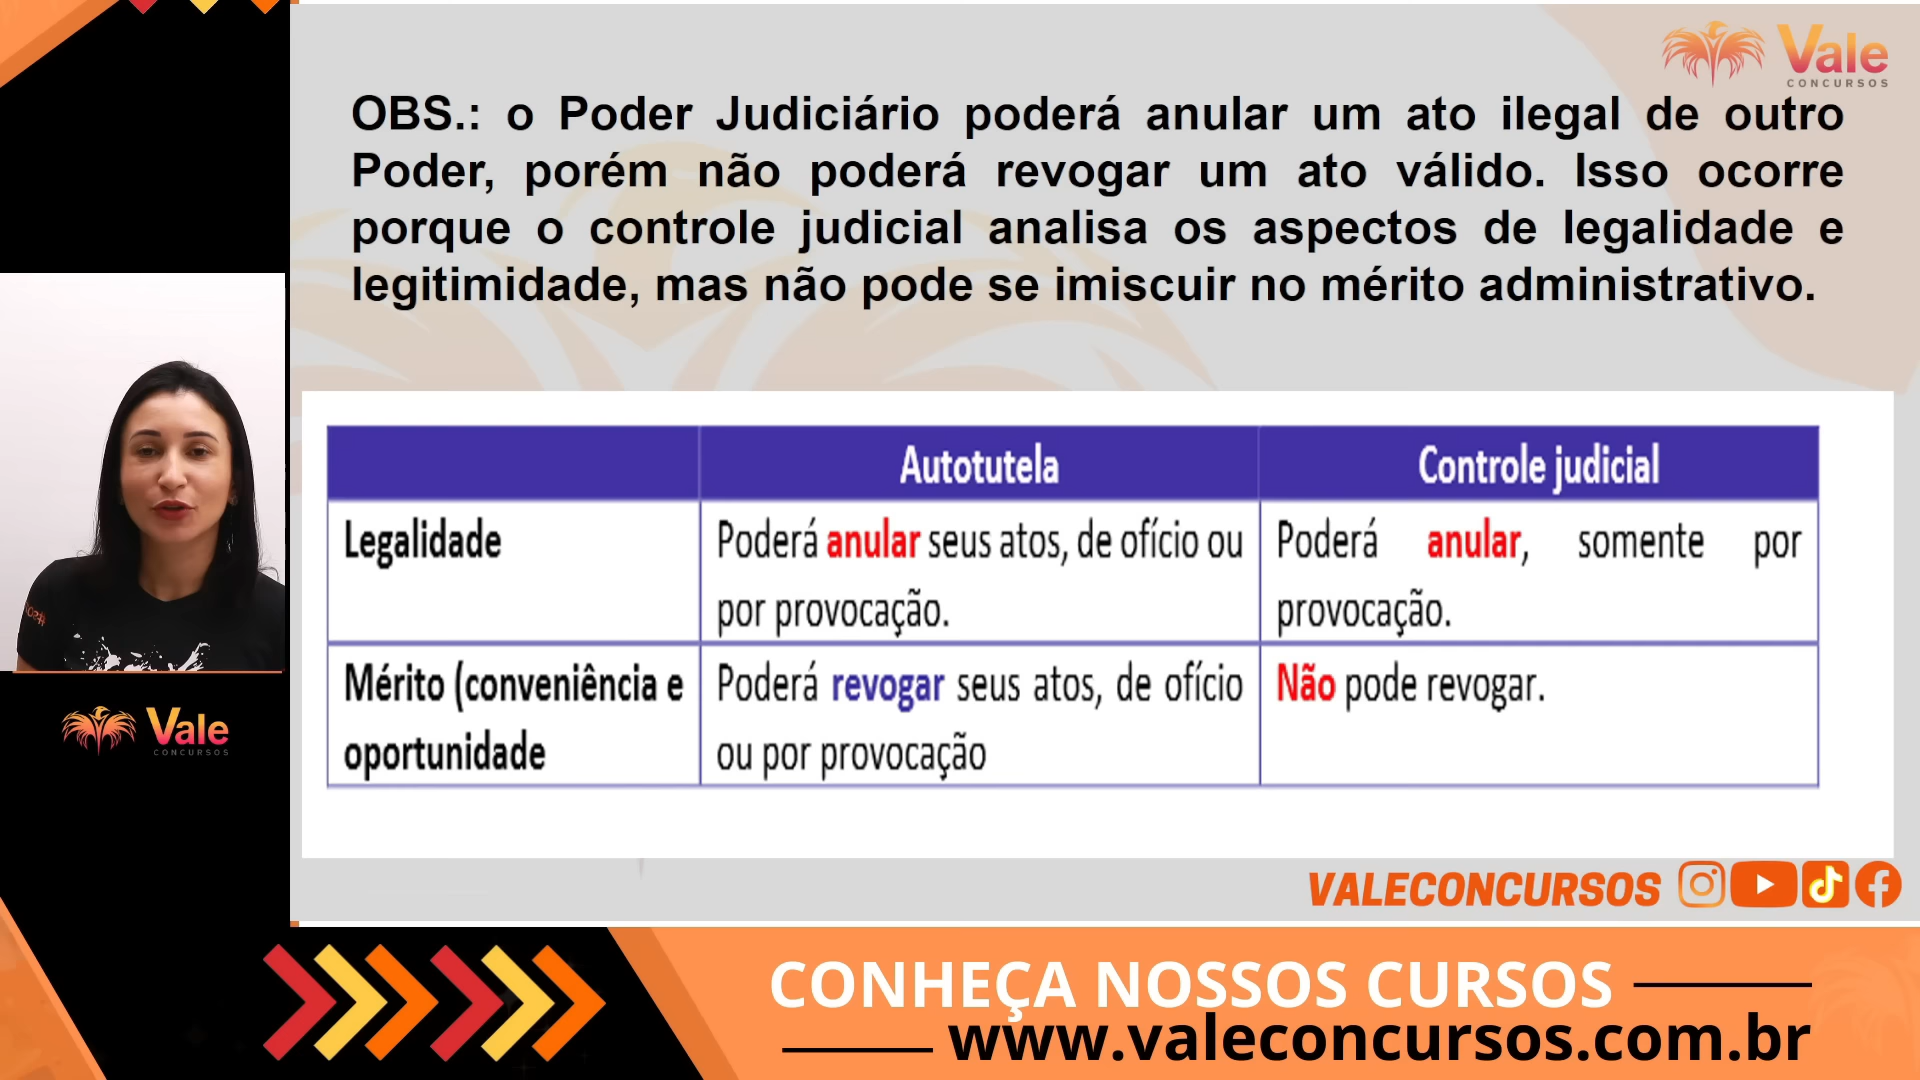 Vale
CONCURSOS
OBS.: o Poder Judiciário poderá anular um ato ilegal de outro
Poder, porém não poderá revogar um ato válido. Isso ocorre
porque o controle judicial analisa os aspectos de legalidade e
legitimidade, mas não pode se imiscuir no mérito administrativo.
Autotutela
Controle judicial
Legalidade
Poderá anular seus atos, de ofício ou
por provocação.
Poderá anular, somente por
provocação.
Mérito (conveniência e
oportunidade
Poderá revogar seus atos, de ofício
ou por provocação
Não pode revogar.
Vale
CONCURSOS
VALECONCURSOS
CONHEÇA NOSSOS CURSOS
www.valeconcursos.com.br